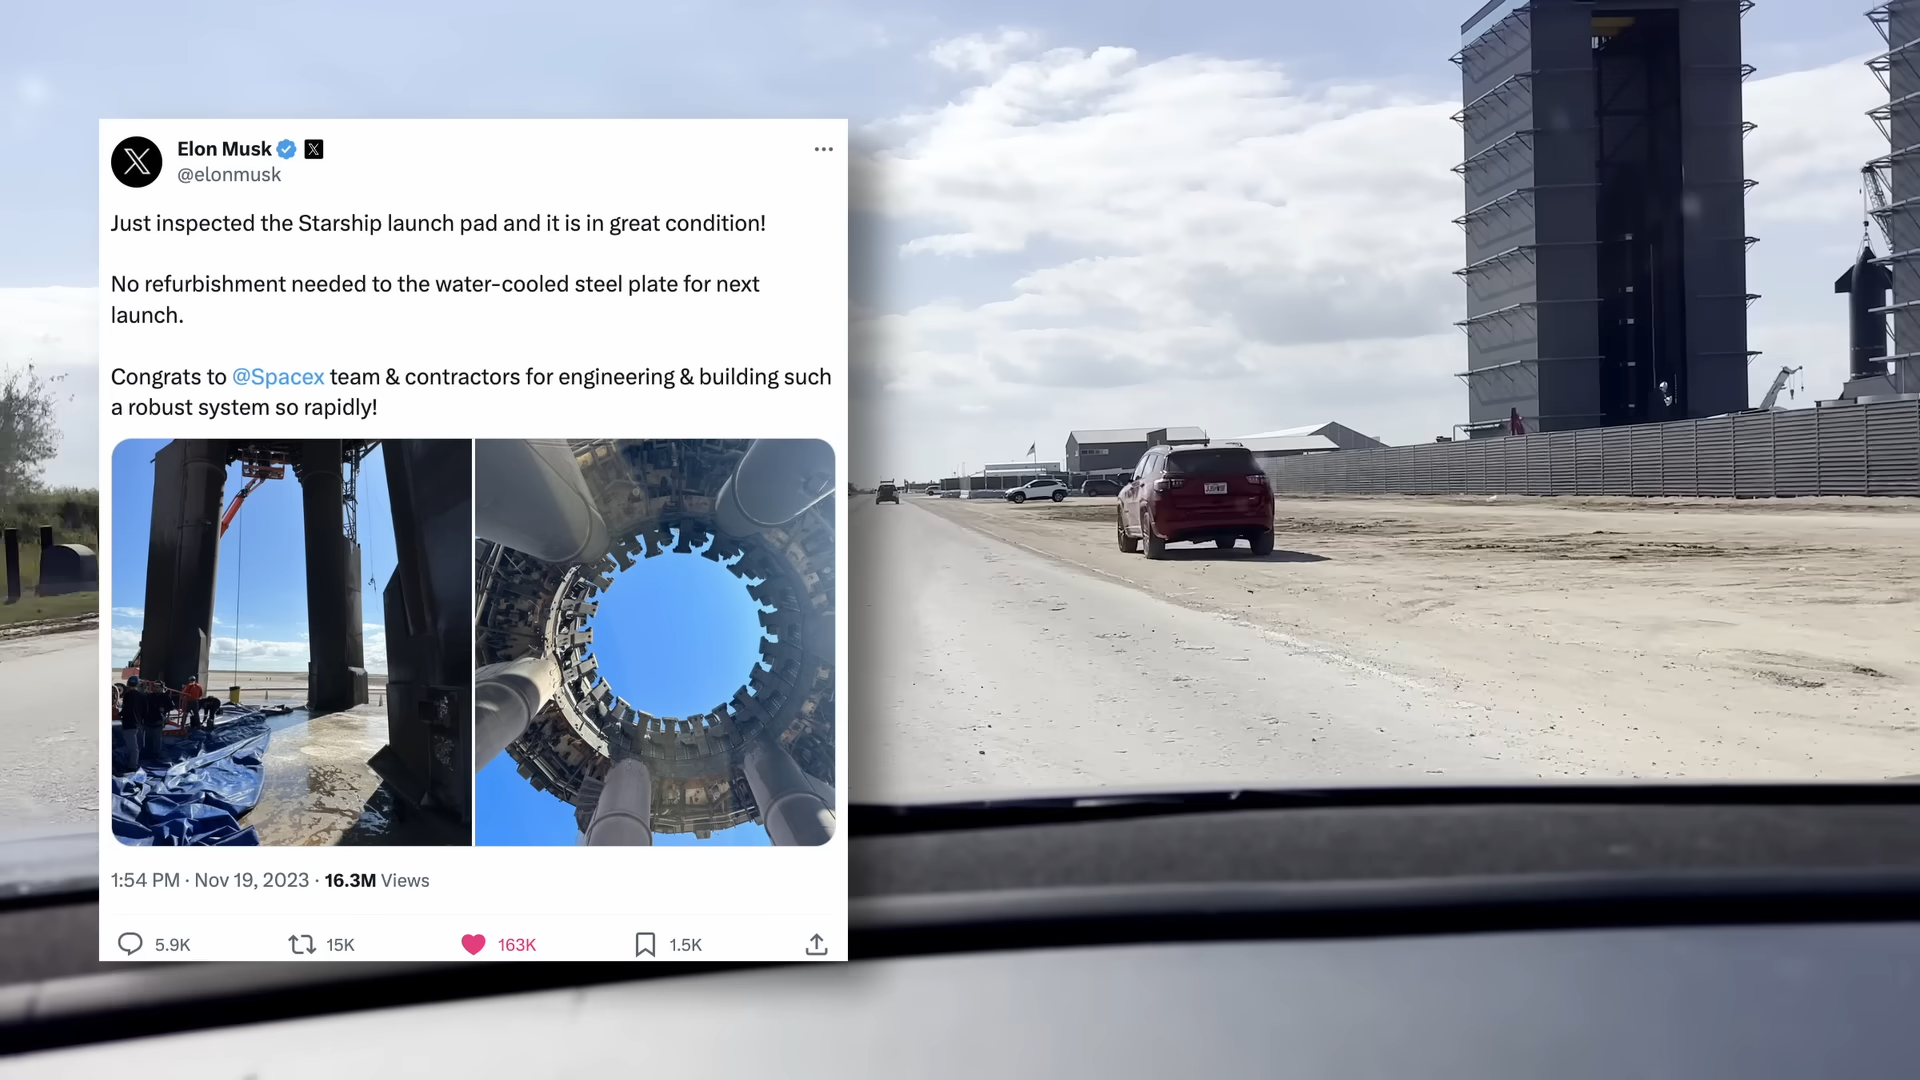 Elon Musk
@elonmusk
Just inspected the Starship launch pad and it is in great condition!
No refurbishment needed to the water-cooled steel plate for next
launch.
Congrats to @Spacex team & contractors for engineering & building such
a robust system so rapidly!
1:54 PM · Nov 19, 2023 · 16.3M Views
5.9K 15K 163K 1.5K